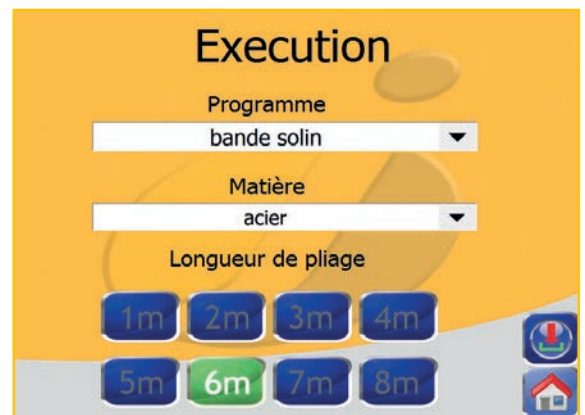 Execution
Programme
bande solin
Matière
acier
Longueur de pliage
1m 2m 3m 4m
5m 6m 7m 8m